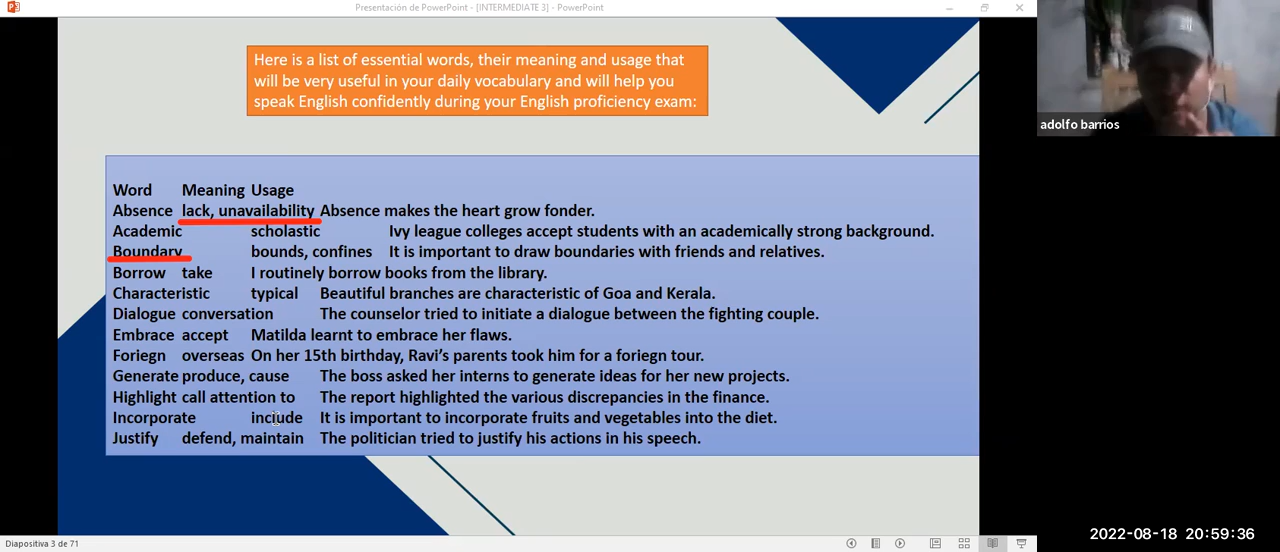 Presentación de PowerPoint - [INTERMEDIATE 3] - PowerPoint
Here is a list of essential words, their meaning and usage that
will be very useful in your daily vocabulary and will help you
speak English confidently during your English proficiency exam:
adolfo barrios
Word Meaning Usage
Absence lack, unavailability Absence makes the heart grow fonder.
Academic scholastic Ivy league colleges accept students with an academically strong background.
Boundary bounds, confines It is important to draw boundaries with friends and relatives.
Borrow take I routinely borrow books from the library.
Characteristic typical Beautiful branches are characteristic of Goa and Kerala.
Dialogue conversation The counselor tried to initiate a dialogue between the fighting couple.
Embrace accept Matilda learnt to embrace her flaws.
Foriegn overseas On her 15th birthday, Ravi's parents took him for a foriegn tour.
Generate produce, cause The boss asked her interns to generate ideas for her new projects.
Highlight call attention to The report highlighted the various discrepancies in the finance.
Incorporate include It is important to incorporate fruits and vegetables into the diet.
Justify defend, maintain The politician tried to justify his actions in his speech.
Diapositiva 3 de 71
2022-08-18 20:59:36